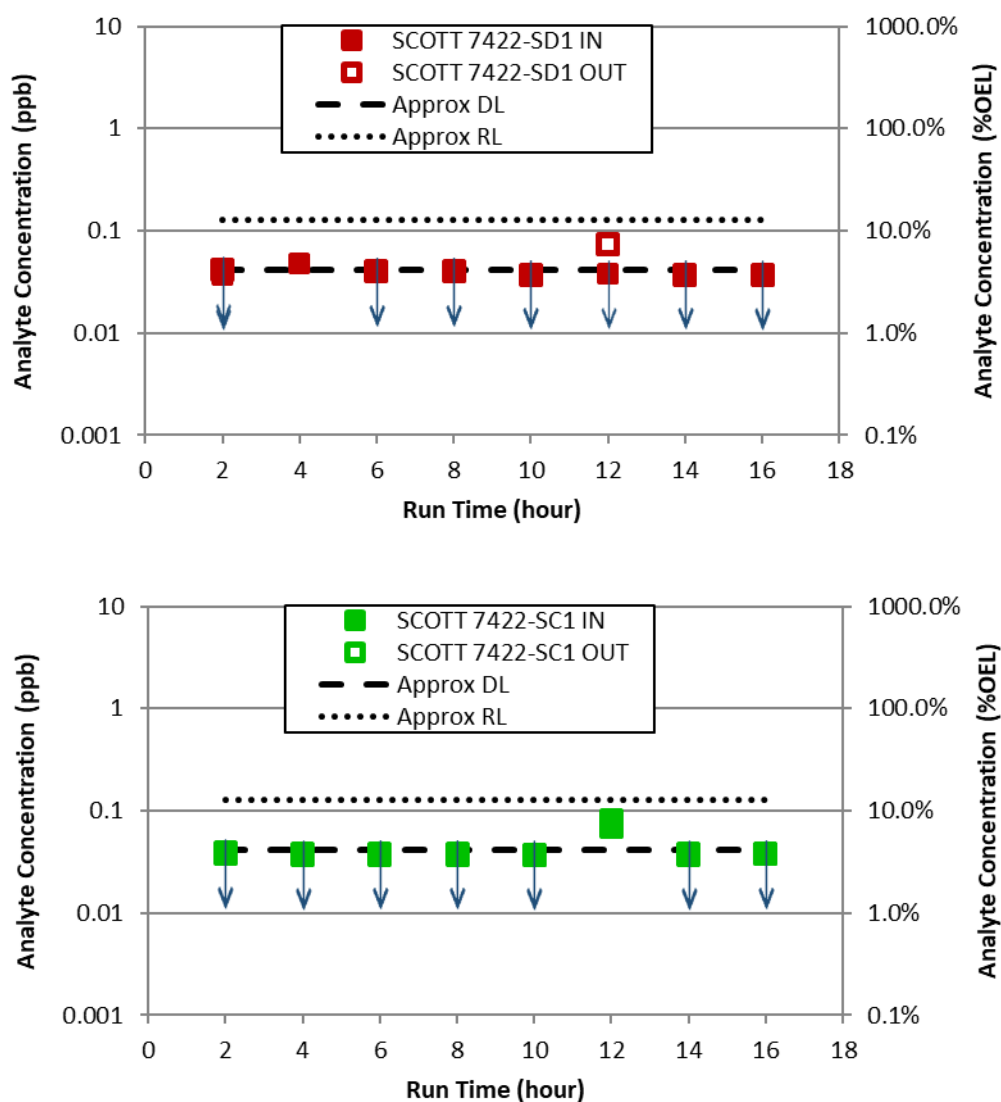 SCOTT 7422-SD1 IN
SCOTT 7422-SD1 OUT
Approx DL
Approx RL
Analyte Concentration (ppb)
10
1
0.1
0.01
0.001
1000.0%
100.0%
10.0%
1.0%
0.1%
Analyte Concentration (%OEL)
0 2 4 6 8 10 12 14 16 18
Run Time (hour)
SCOTT 7422-SC1 IN
SCOTT 7422-SC1 OUT
Approx DL
Approx RL
Analyte Concentration (ppb)
10
1
0.1
0.01
0.001
1000.0%
100.0%
10.0%
1.0%
0.1%
Analyte Concentration (%OEL)
0 2 4 6 8 10 12 14 16 18
Run Time (hour)